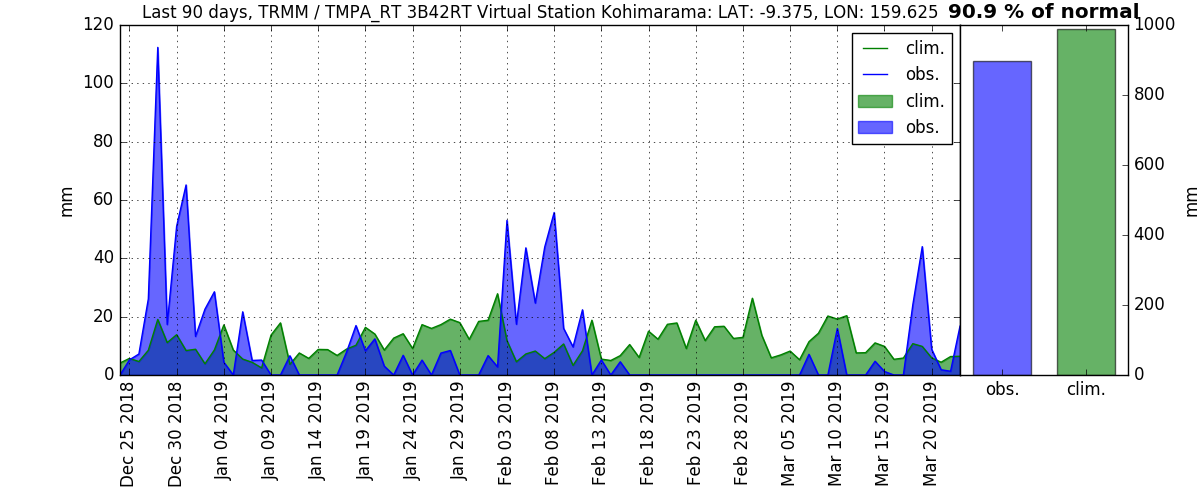 Last 90 days, TRMM / TMPA_RT 3B42RT Virtual Station Kohimarama: LAT: -9.375, LON: 159.625
90.9 % of normal
120
100
80
60
40
20
0
mm
clim.
obs.
clim.
obs.
1000
800
600
400
200
0
mm
Dec 25 2018
Dec 30 2018
Jan 04 2019
Jan 09 2019
Jan 14 2019
Jan 19 2019
Jan 24 2019
Jan 29 2019
Feb 03 2019
Feb 08 2019
Feb 13 2019
Feb 18 2019
Feb 23 2019
Feb 28 2019
Mar 05 2019
Mar 10 2019
Mar 15 2019
Mar 20 2019
obs.
clim.